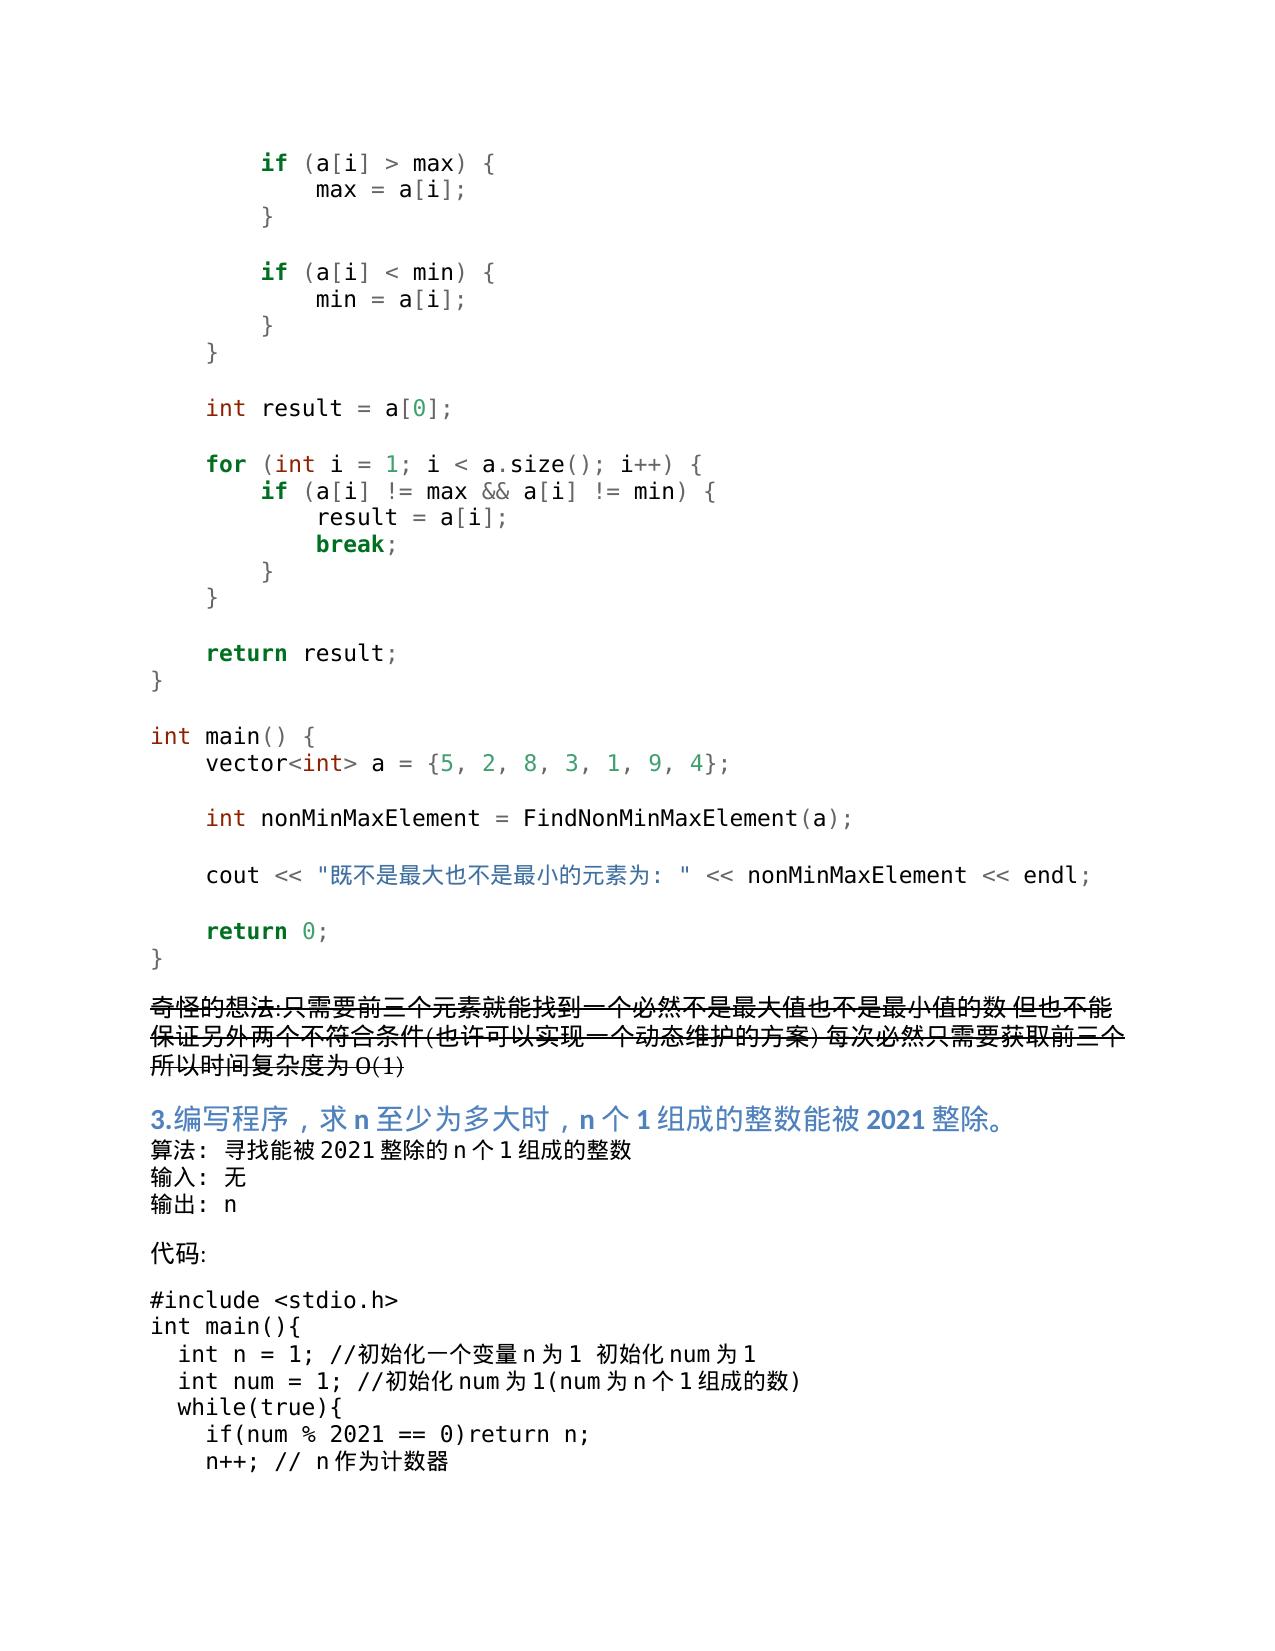 if (a[i] > max) {
max = a[i];
}
if (a[i] < min) {
min = a[i];
}
}
int result = a[0];
for (int i = 1; i < a.size(); i++) {
if (a[i] != max && a[i] != min) {
result = a[i];
break;
}
}
return result;
}
int main() {
vector<int> a = {5, 2, 8, 3, 1, 9, 4};
int nonMinMaxElement = FindNonMinMaxElement(a);
cout << "既不是最大也不是最小的元素为: " << nonMinMaxElement << endl;
return 0;
}
奇怪的想法:只需要前三个元素就能找到一个必然不是最大值也不是最小值的数 但也不能
保证另外两个不符合条件(也许可以实现一个动态维护的方案) 每次必然只需要获取前三个
所以时间复杂度为 O(1)
3.编写程序，求 n 至少为多大时，n 个 1 组成的整数能被 2021 整除。
算法: 寻找能被 2021 整除的 n 个 1 组成的整数
输入: 无
输出: n
代码:
#include <stdio.h>
int main(){
int n = 1; //初始化一个变量 n 为 1 初始化 num 为 1
int num = 1; //初始化 num 为 1(num 为 n 个 1 组成的数)
while(true){
if(num % 2021 == 0)return n;
n++; // n 作为计数器